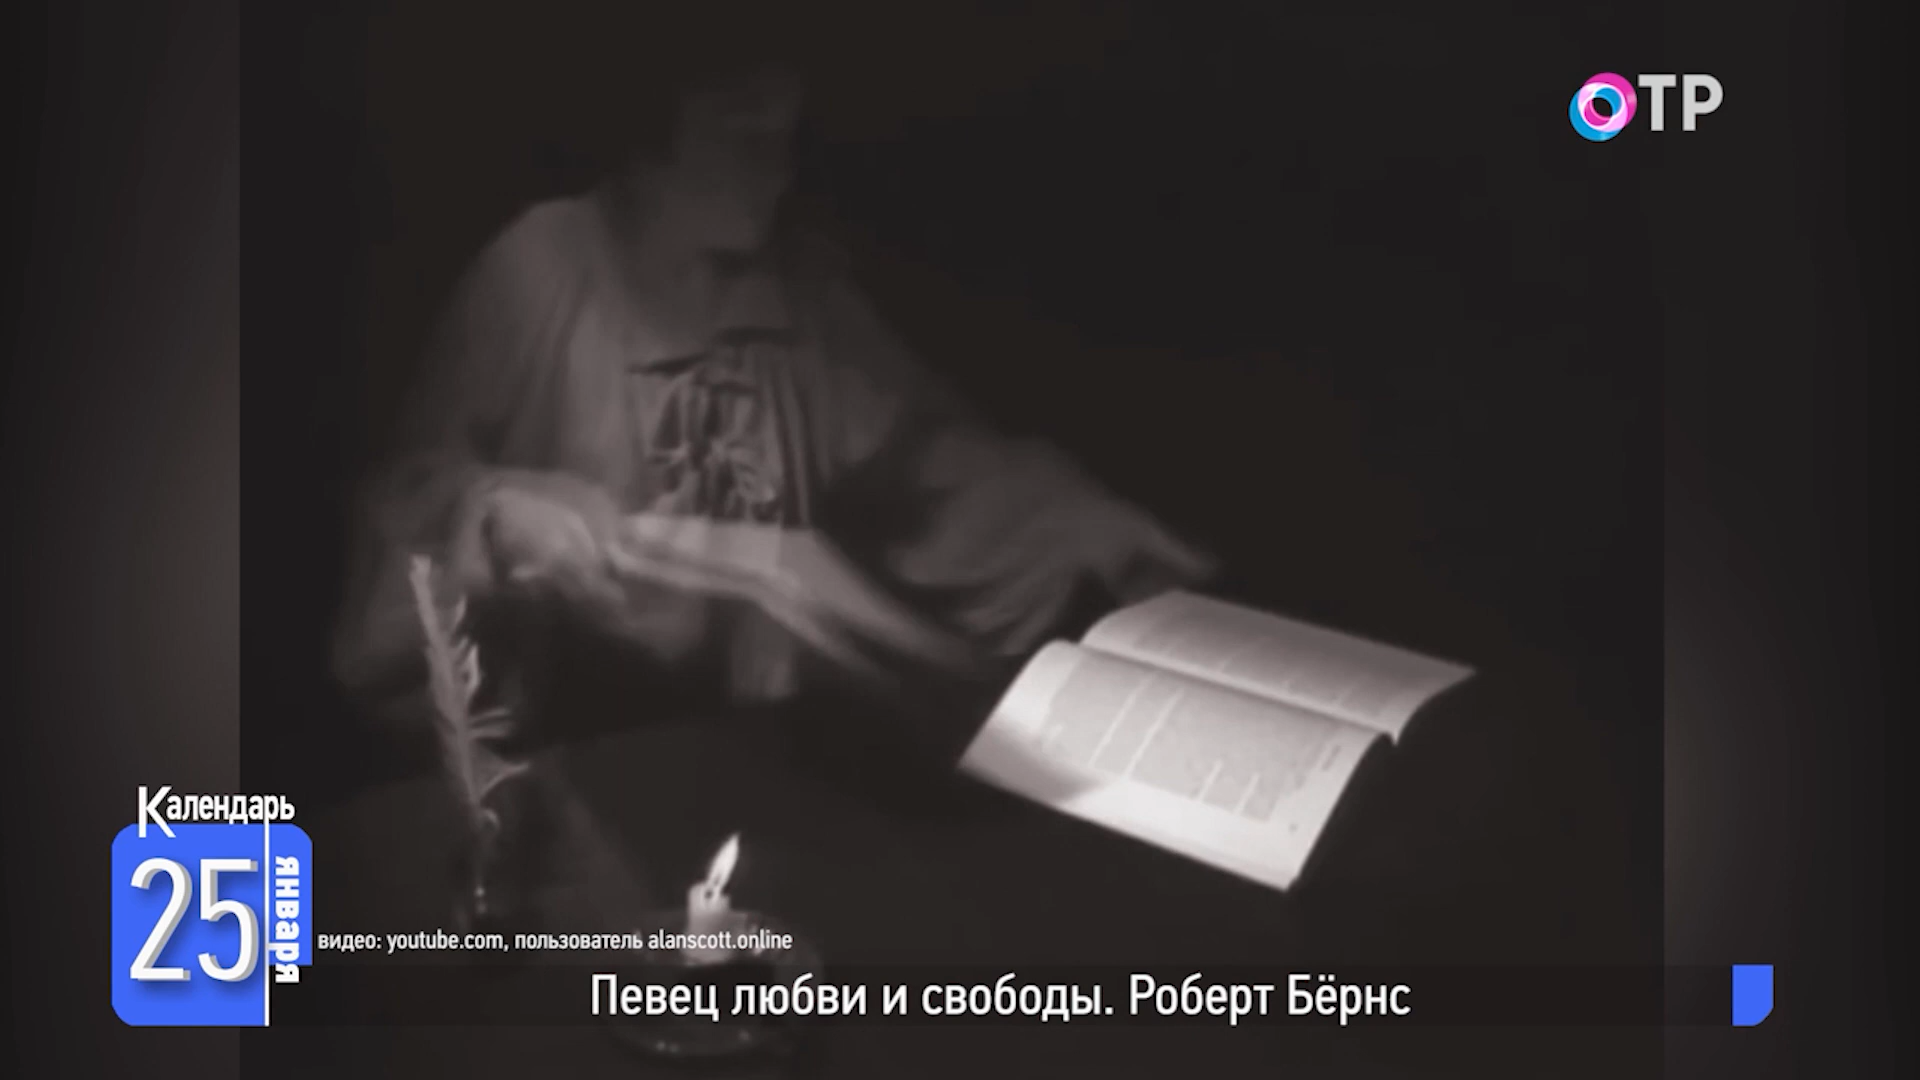 ОТР
Календарь
25
января
видео: youtube.com, пользователь alanscott.online
Певец любви и свободы. Роберт Бёрнс